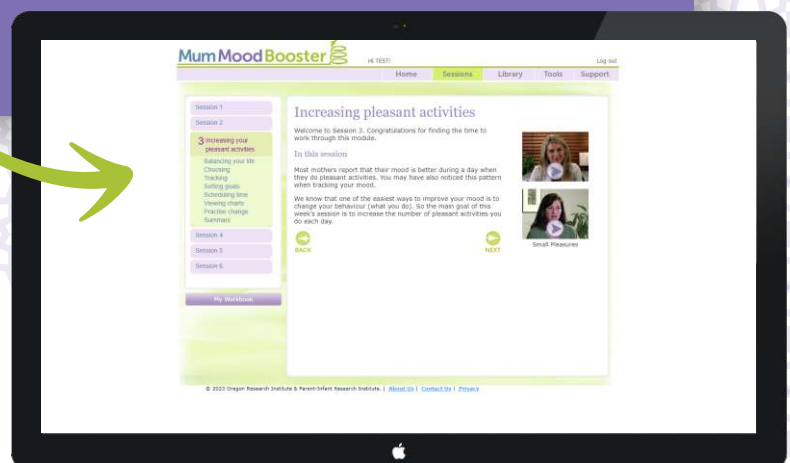 Mum Mood Booster
HI TEST!
Log out
Home Sessions Library Tools Support
Session 1
Session 2
3 Increasing your
pleasant activities
Balancing your life
Choosing
Tracking
Setting goals
Scheduling time
Viewing charts
Practise change
Summary
Session 4
Session 5
Session 6
My Workbook
Increasing pleasant activities
Welcome to Session 3. Congratulations for finding the time to
work through this module.
In this session
Most mothers report that their mood is better during a day when
they do pleasant activities. You may have also noticed this pattern
when tracking your mood.
We know that one of the easiest ways to improve your mood is to
change your behaviour (what you do). So the main goal of this
week's session is to increase the number of pleasant activities you
do each day.
BACK
NEXT
Small Pleasures
© 2023 Oregon Research Institute & Parent-Infant Research Institute. | About Us | Contact Us | Privacy